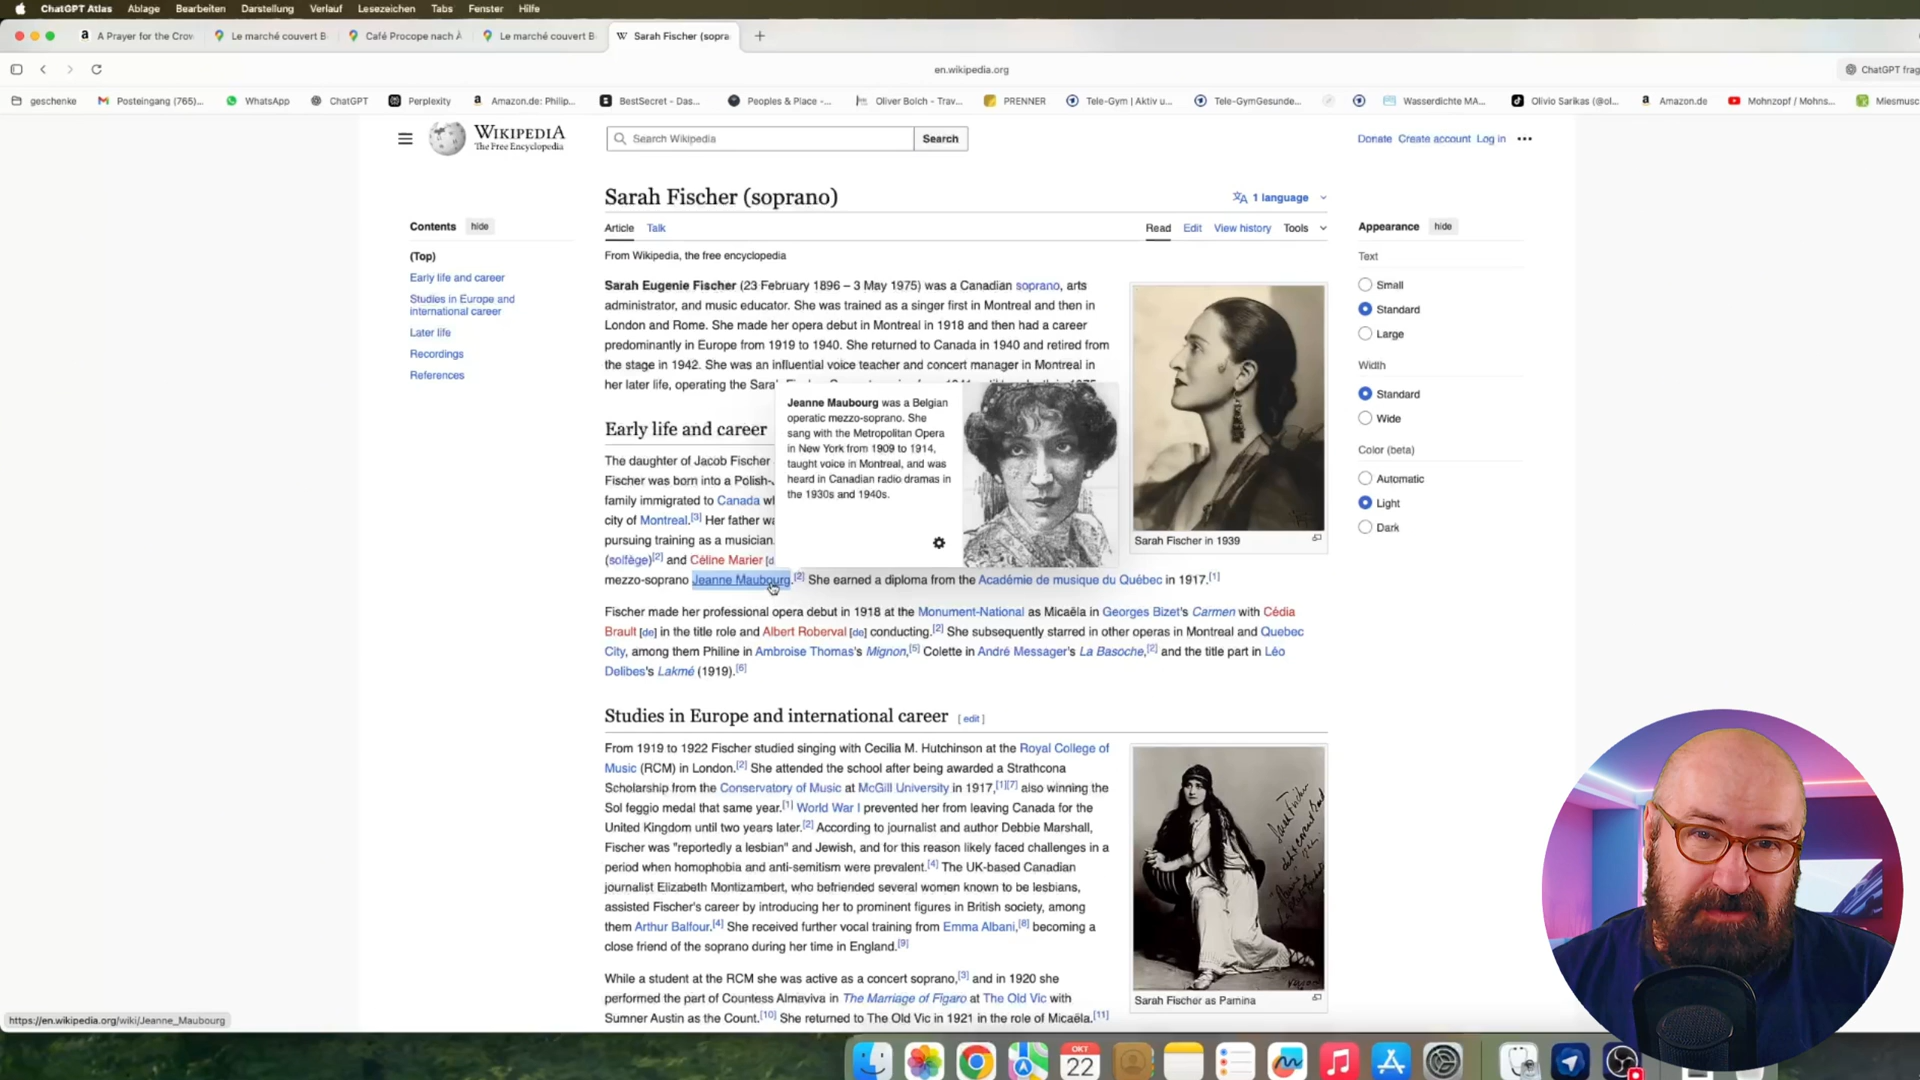 ChatGPT Atlas Ablage Bearbeiten Darstellung Verlauf Lesezeichen Tabs Fenster Hilfe
A Prayer for the Crow Le marché couvert B Café Procope nach A Le marché couvert B Sarah Fischer (sopra
en.wikipedia.org
ChatGPT frag
geschenke Posteingang (765)... WhatsApp ChatGPT Perplexity Amazon.de: Philip... BestSecret - Das... Peoples & Place -... Oliver Bolch - Trav... PRENNER Tele-Gym | Aktiv u... Tele-GymGesunde... Wasserdichte MA... Olivio Sarikas (@ol... Amazon.de Mohnzopf / Mohns... Miesmusc
WIKIPEDIA
The Free Encyclopedia
Search Wikipedia Search
Donate Create account Log in
Sarah Fischer (soprano)
1 language
Contents hide
(Top)
Early life and career
Studies in Europe and
international career
Later life
Recordings
References
Article Talk Read Edit View history Tools
From Wikipedia, the free encyclopedia
Sarah Eugenie Fischer (23 February 1896 – 3 May 1975) was a Canadian soprano, arts
administrator, and music educator. She was trained as a singer first in Montreal and then in
London and Rome. She made her opera debut in Montreal in 1918 and then had a career
predominantly in Europe from 1919 to 1940. She returned to Canada in 1940 and retired from
the stage in 1942. She was an influential voice teacher and concert manager in Montreal in
her later life, operating the Sara
Early life and career
The daughter of Jacob Fischer
Fischer was born into a Polish-J
family immigrated to Canada wh
city of Montreal.[3] Her father wa
pursuing training as a musician.
(solfège)[2] and Céline Marier [d
mezzo-soprano Jeanne Maubourg.[2] She earned a diploma from the Académie de musique du Québec in 1917.[1]
Jeanne Maubourg was a Belgian
operatic mezzo-soprano. She
sang with the Metropolitan Opera
in New York from 1909 to 1914,
taught voice in Montreal, and was
heard in Canadian radio dramas in
the 1930s and 1940s.
Sarah Fischer in 1939
Fischer made her professional opera debut in 1918 at the Monument-National as Micaëla in Georges Bizet's Carmen with Cédia
Brault [de] in the title role and Albert Roberval [de] conducting.[2] She subsequently starred in other operas in Montreal and Quebec
City, among them Philine in Ambroise Thomas's Mignon,[5] Colette in André Messager's La Basoche,[2] and the title part in Léo
Delibes's Lakmé (1919).[6]
Studies in Europe and international career [ edit ]
From 1919 to 1922 Fischer studied singing with Cecilia M. Hutchinson at the Royal College of
Music (RCM) in London.[2] She attended the school after being awarded a Strathcona
Scholarship from the Conservatory of Music at McGill University in 1917,[1][7] also winning the
Sol feggio medal that same year.[1] World War I prevented her from leaving Canada for the
United Kingdom until two years later.[2] According to journalist and author Debbie Marshall,
Fischer was "reportedly a lesbian" and Jewish, and for this reason likely faced challenges in a
period when homophobia and anti-semitism were prevalent.[4] The UK-based Canadian
journalist Elizabeth Montizambert, who befriended several women known to be lesbians,
assisted Fischer's career by introducing her to prominent figures in British society, among
them Arthur Balfour.[4] She received further vocal training from Emma Albani,[8] becoming a
close friend of the soprano during her time in England.[9]
Sarah Fischer as Pamina
While a student at the RCM she was active as a concert soprano,[3] and in 1920 she
performed the part of Countess Almaviva in The Marriage of Figaro at The Old Vic with
Sumner Austin as the Count.[10] She returned to The Old Vic in 1921 in the role of Micaëla.[11]
Appearance hide
Text
Small
Standard
Large
Width
Standard
Wide
Color (beta)
Automatic
Light
Dark
https://en.wikipedia.org/wiki/Jeanne_Maubourg
OKT
22